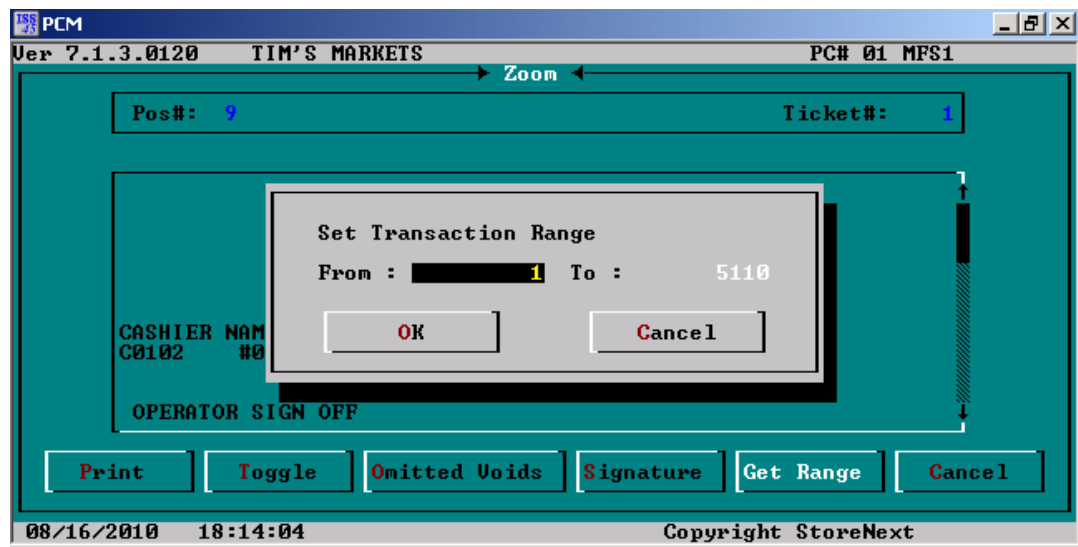 ISS 45 PCM
Ver 7.1.3.0120 TIM'S MARKETS PC# 01 MFS1
Zoom
Pos#: 9 Ticket#: 1
Set Transaction Range
From : 1 To : 5110
OK Cancel
CASHIER NAM
C0102 #0
OPERATOR SIGN OFF
Print Toggle Omitted Voids Signature Get Range Cancel
08/16/2010 18:14:04 Copyright StoreNext